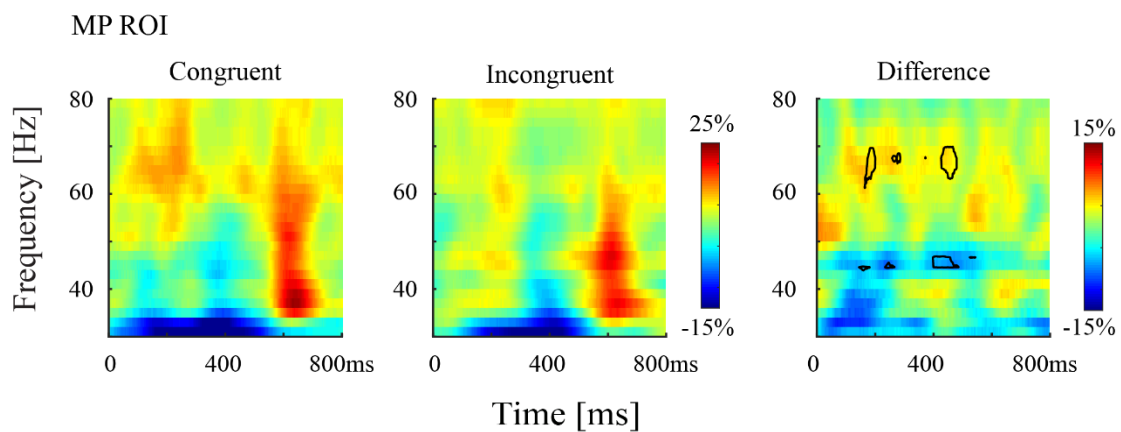 MP ROI
Congruent
Incongruent
Difference
Frequency [Hz]
80
60
40
0
400
800ms
80
60
40
0
400
800ms
25%
-15%
80
60
40
0
400
800ms
15%
-15%
Time [ms]